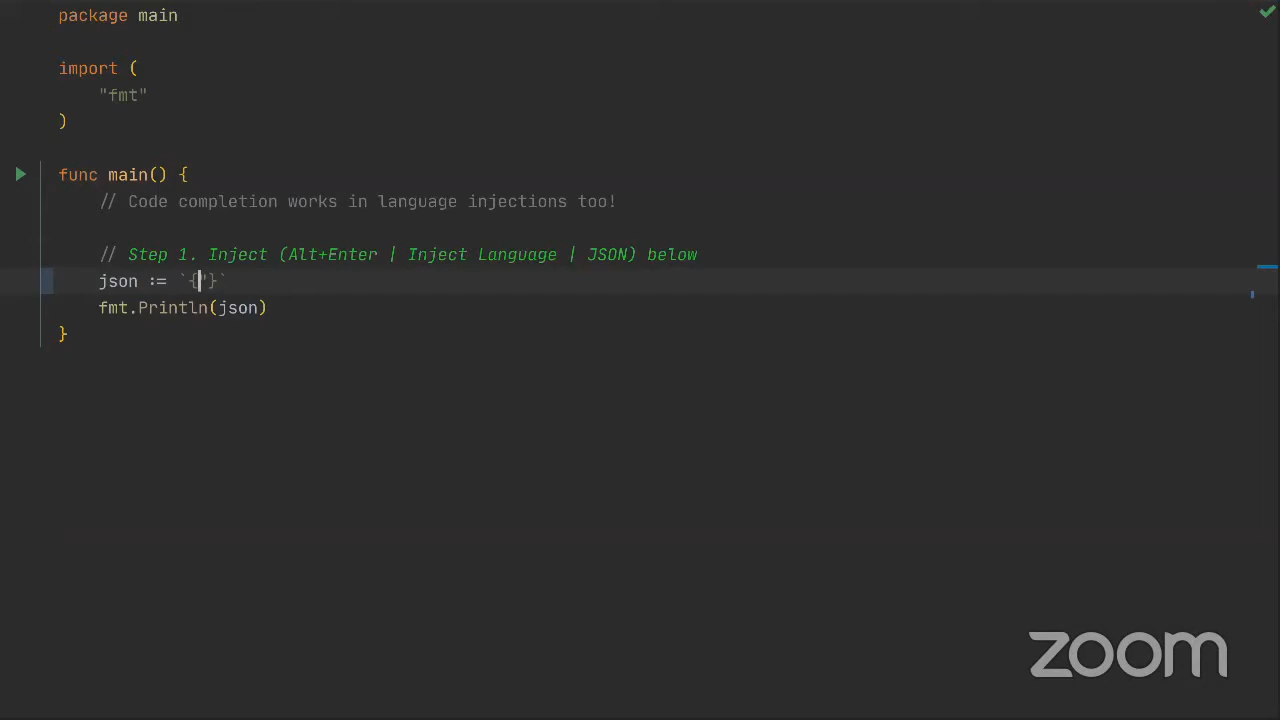 package main
import (
"fmt"
)
func main() {
// Code completion works in language injections too!
// Step 1. Inject (Alt+Enter | Inject Language | JSON) below
json := `{"}`
fmt.Println(json)
}
zoom